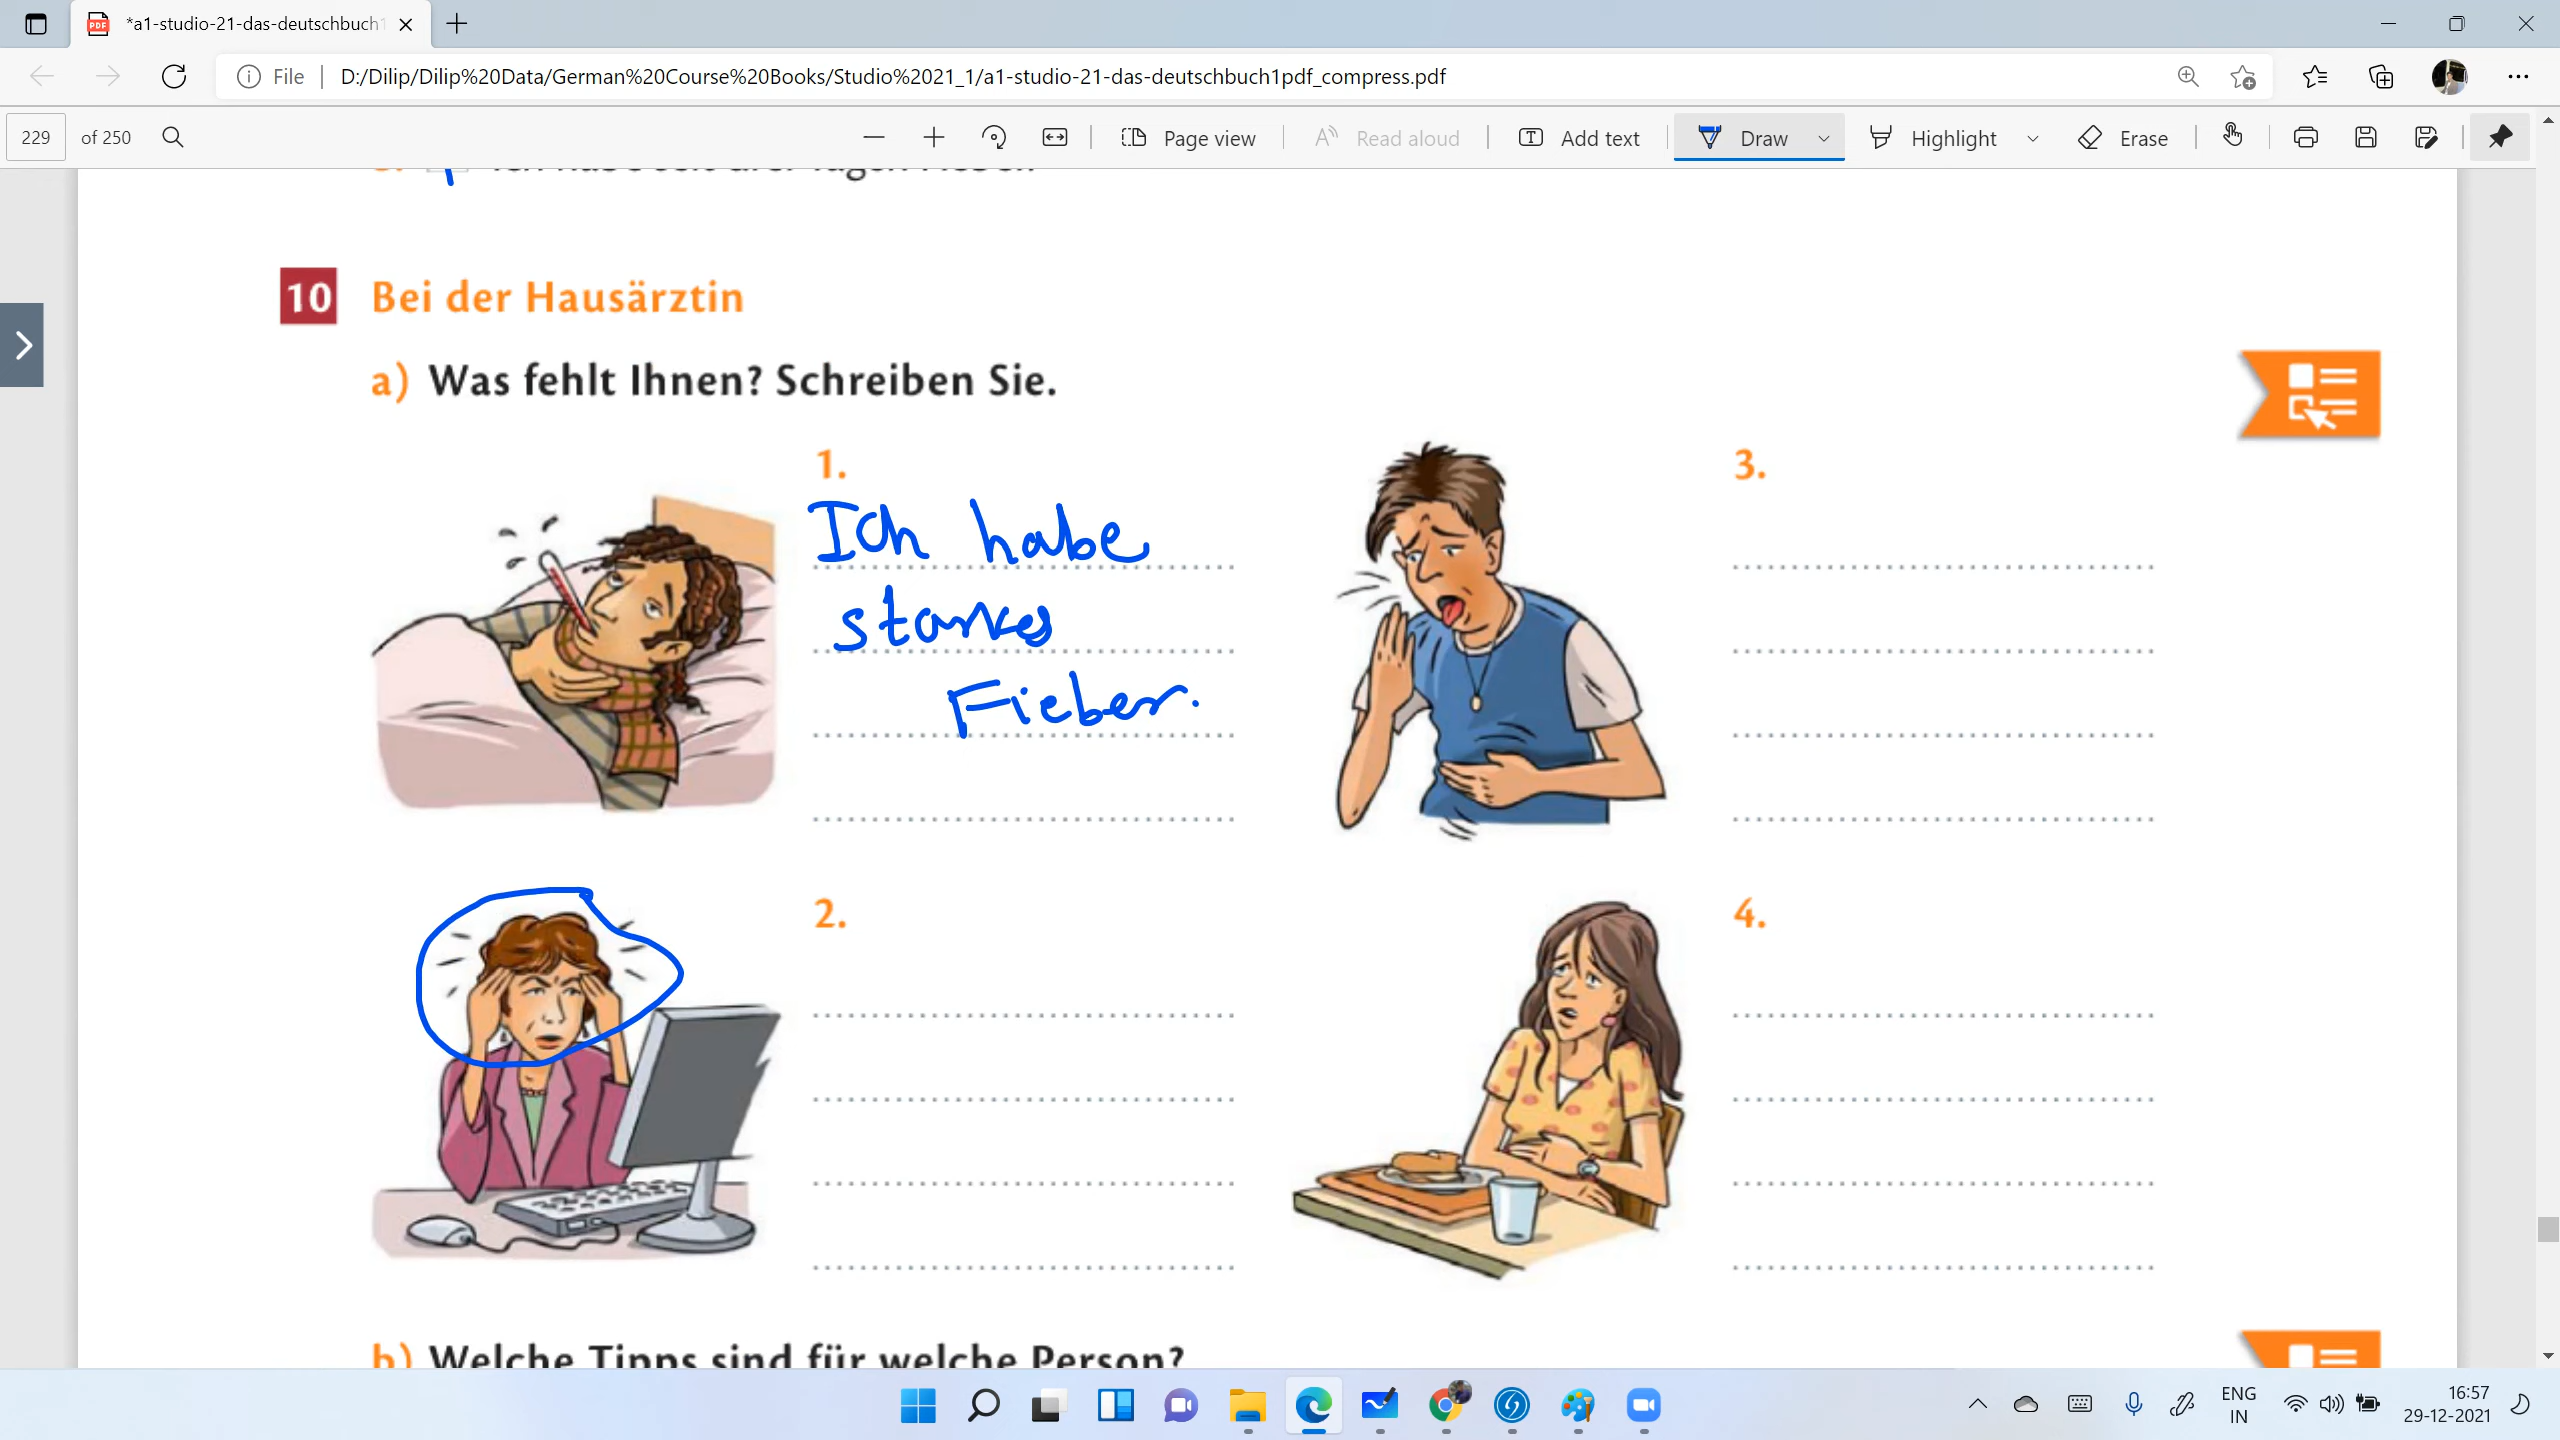 *a1-studio-21-das-deutschbuch1
File D:/Dilip/Dilip%20Data/German%20Course%20Books/Studio%2021_1/a1-studio-21-das-deutschbuch1pdf_compress.pdf
229 of 250 Page view Read aloud Add text Draw Highlight Erase
10 Bei der Hausärztin
a) Was fehlt Ihnen? Schreiben Sie.
1.
Ich habe
starkes
Fieber.
2.
3.
4.
b) Welche Tipps sind für welche Person?
ENG
IN
16:57
29-12-2021